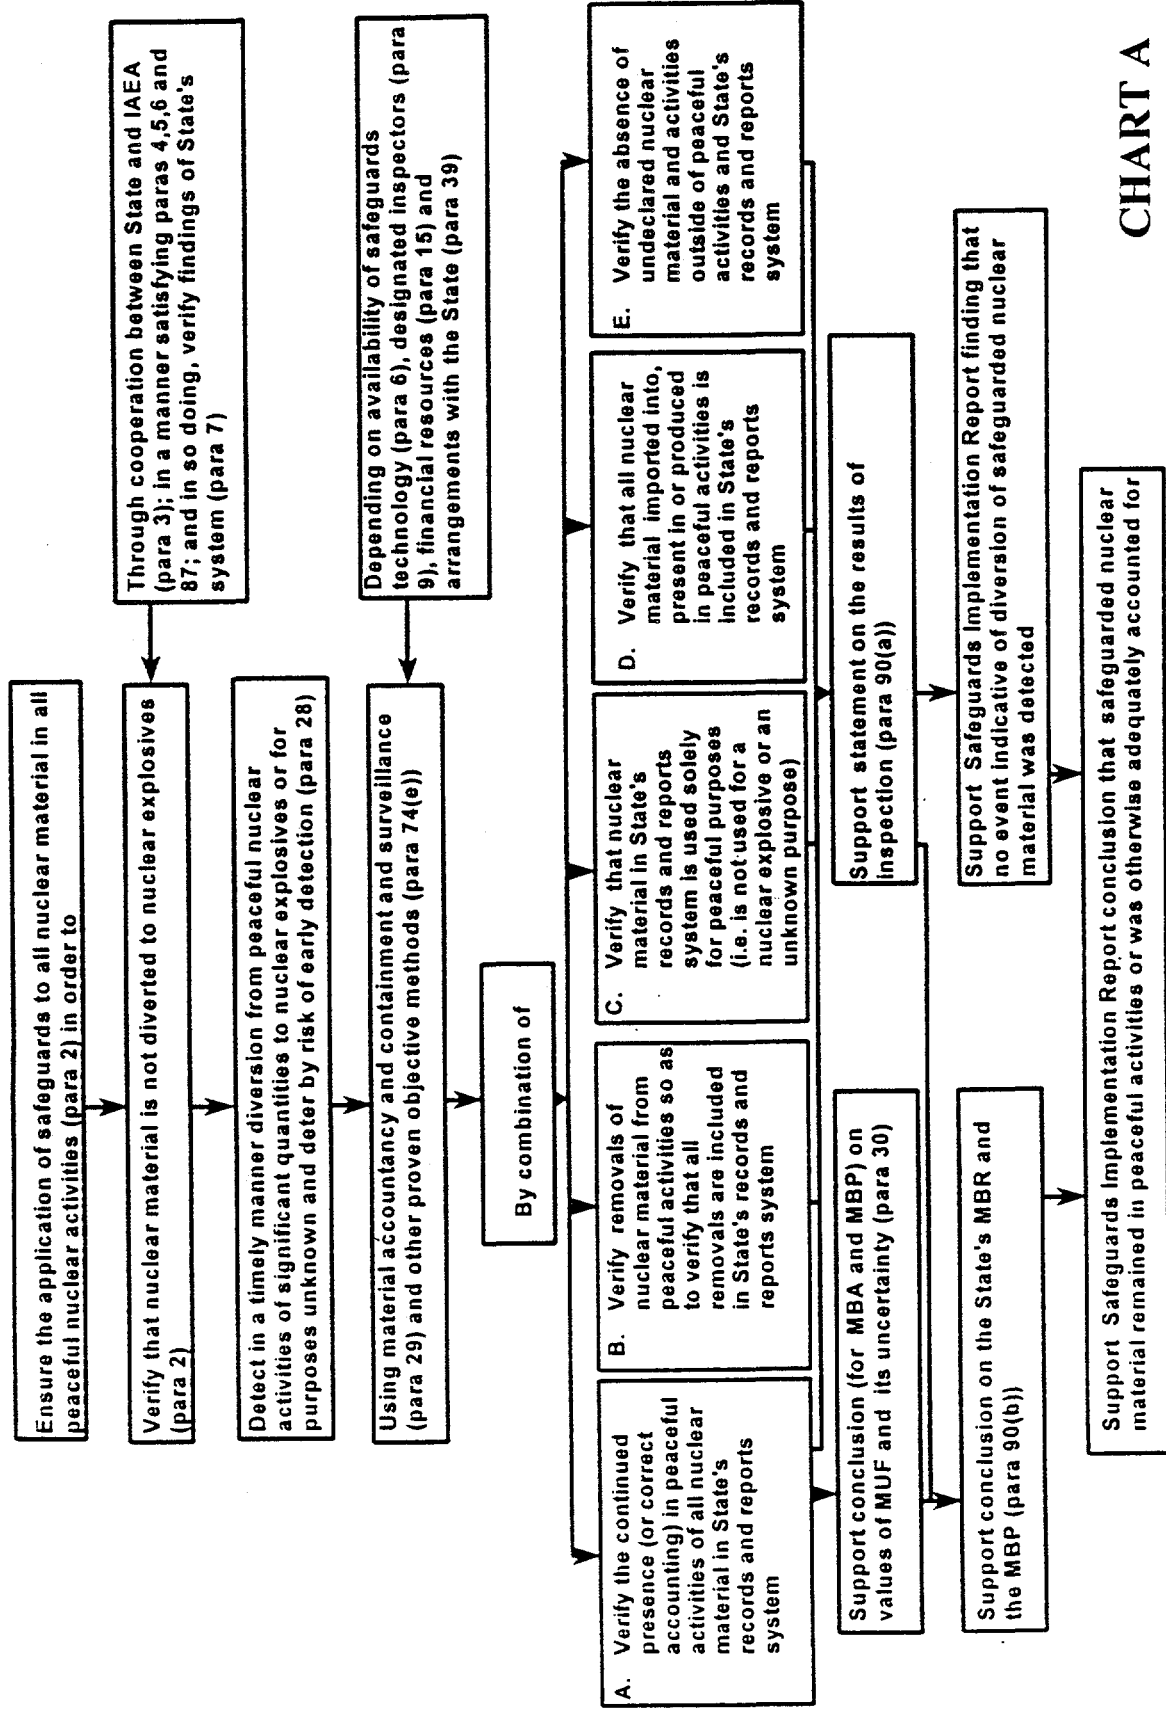 Ensure the application of safeguards to all nuclear material in all
peaceful nuclear activities (para 2) in order to
Through cooperation between State and IAEA
(para 3); in a manner satisfying paras 4,5,6 and
87; and in so doing, verify findings of State's
system (para 7)
Verify that nuclear material is not diverted to nuclear explosives
(para 2)
Detect in a timely manner diversion from peaceful nuclear
activities of significant quantities to nuclear explosives or for
purposes unknown and deter by risk of early detection (para 28)
Depending on availability of safeguards
technology (para 6), designated inspectors (para
9), financial resources (para 15) and
arrangements with the State (para 39)
Using material accountancy and containment and surveillance
(para 29) and other proven objective methods (para 74(e))
By combination of
A. Verify the continued
presence (or correct
accounting) in peaceful
activities of all nuclear
material in State's
records and reports
system
B. Verify removals of
nuclear material from
peaceful activities so as
to verify that all
removals are included
in State's records and
reports system
C. Verify that nuclear
material in State's
records and reports
system is used solely
for peaceful purposes
(i.e. is not used for a
nuclear explosive or an
unknown purpose)
D. Verify that all nuclear
material imported into,
present in or produced
in peaceful activities is
included in State's
records and reports
system
E. Verify the absence of
undeclared nuclear
material and activities
outside of peaceful
activities and State's
records and reports
system
Support conclusion (for MBA and MBP) on
values of MUF and its uncertainty (para 30)
Support statement on the results of
inspection (para 90(a))
Support conclusion on the State's MBR and
the MBP (para 90(b))
Support Safeguards Implementation Report finding that
no event indicative of diversion of safeguarded nuclear
material was detected
Support Safeguards Implementation Report conclusion that safeguarded nuclear
material remained in peaceful activities or was otherwise adequately accounted for
CHART A